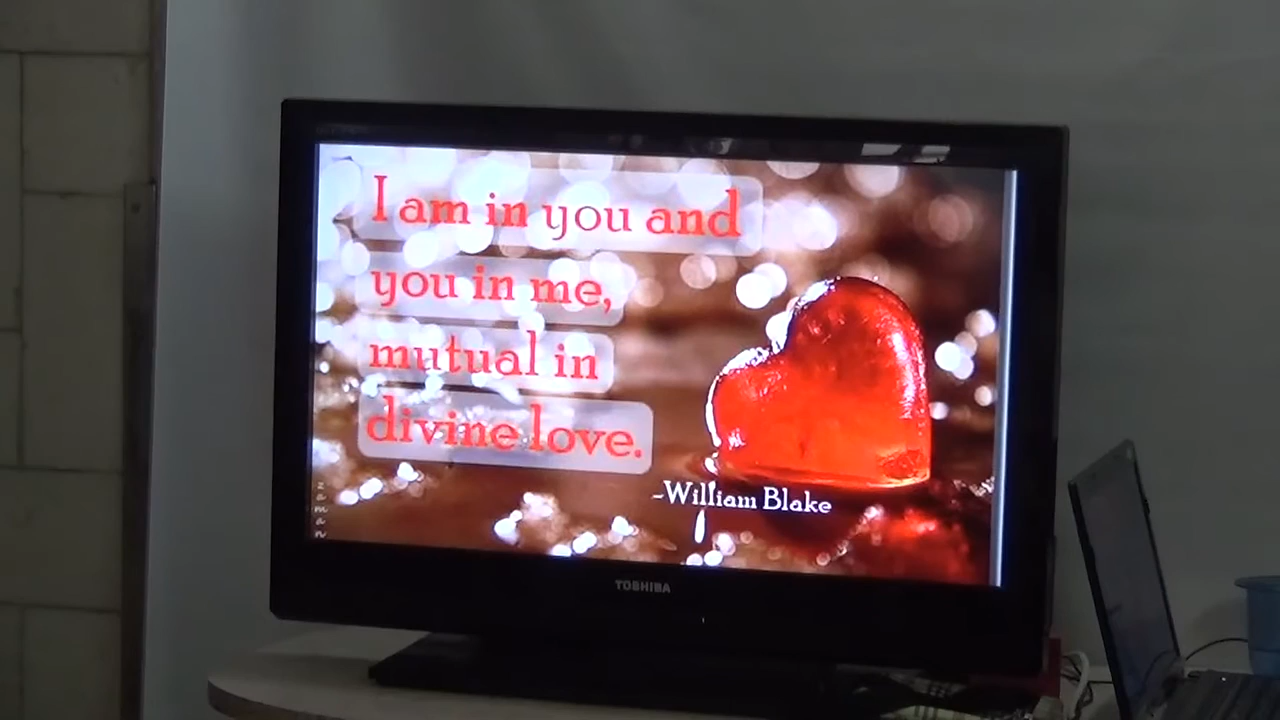 I am in you and
you in me,
mutual in
divine love.
-William Blake
TOSHIBA